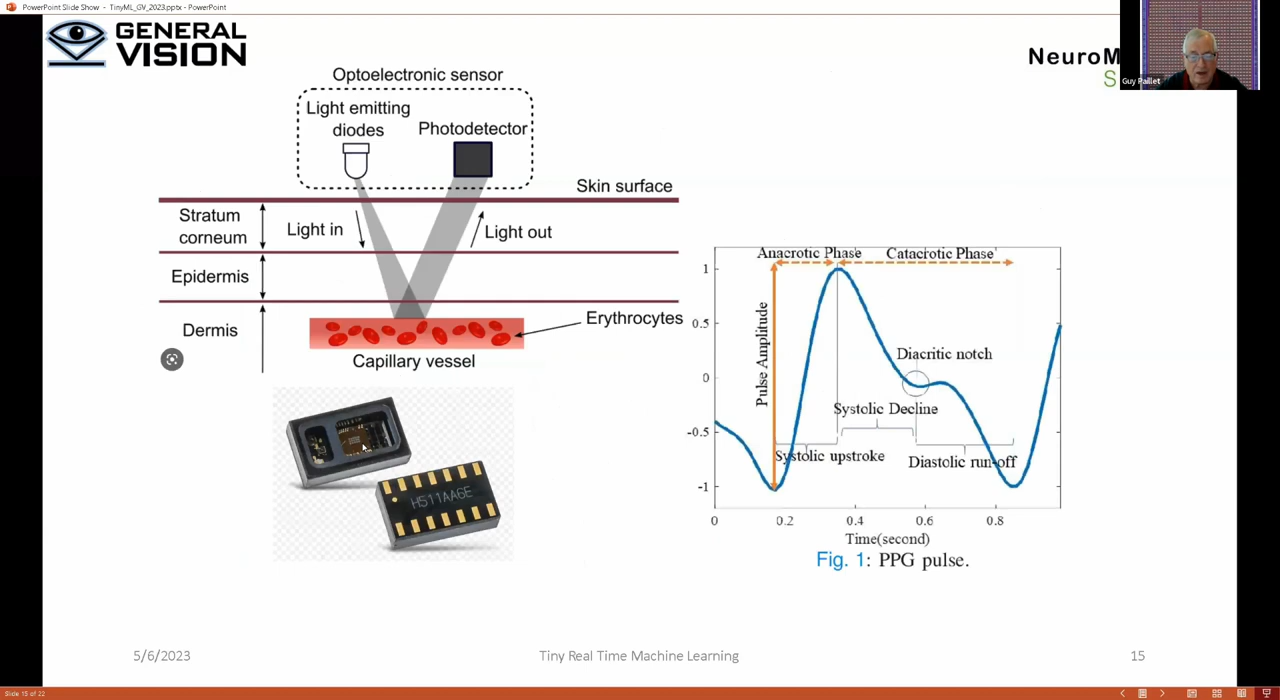 PowerPoint Slide Show - TinyML_GV_2023.pptx - PowerPoint
GENERAL
VISION
NeuroM
S
Guy Paillet
Optoelectronic sensor
Light emitting
diodes
Photodetector
Skin surface
Stratum
corneum
Light in
Light out
Epidermis
Dermis
Erythrocytes
Capillary vessel
H511AA6E
Anacrotic Phase
Catacrotic Phase
Pulse Amplitude
1
0.5
0
-0.5
-1
Diacritic notch
Systolic Decline
Systolic upstroke
Diastolic run-off
0
0.2
0.4
0.6
0.8
Time(second)
Fig. 1: PPG pulse.
5/6/2023
Tiny Real Time Machine Learning
15
Slide 15 of 22